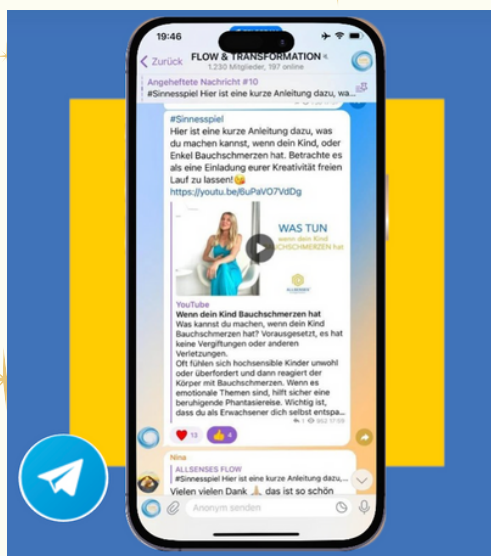 19:46
Zurück
FLOW & TRANSFORMATION
1.230 Mitglieder, 197 online
Angeheftete Nachricht #10
#Sinnesspiel Hier ist eine kurze Anleitung dazu, wa...
#Sinnesspiel
Hier ist eine kurze Anleitung dazu, was
du machen kannst, wenn dein Kind, oder
Enkel Bauchschmerzen hat. Betrachte es
als eine Einladung eurer Kreativität freien
Lauf zu lassen!
https://youtu.be/6uPaVO7VdDg
WAS TUN
wenn dein Kind
BAUCHSCHMERZEN hat
ALLSENSES
YouTube
Wenn dein Kind Bauchschmerzen hat
Was kannst du machen, wenn dein Kind
Bauchschmerzen hat? Vorausgesetzt, es hat
keine Vergiftungen oder anderen
Verletzungen.
Oft fühlen sich hochsensible Kinder unwohl
oder überfordert und dann reagiert der
Körper mit Bauchschmerzen. Wenn es
emotionale Themen sind, hilft sicher eine
beruhigende Phantasiereise. Wichtig ist,
dass du als Erwachsener dich selbst entspa...
1 952 17:59
13 4
Nina
ALLSENSES FLOW
#Sinnesspiel Hier ist eine kurze Anleitung dazu,...
Vielen vielen Dank 🙏 das ist so schön
Anonym senden